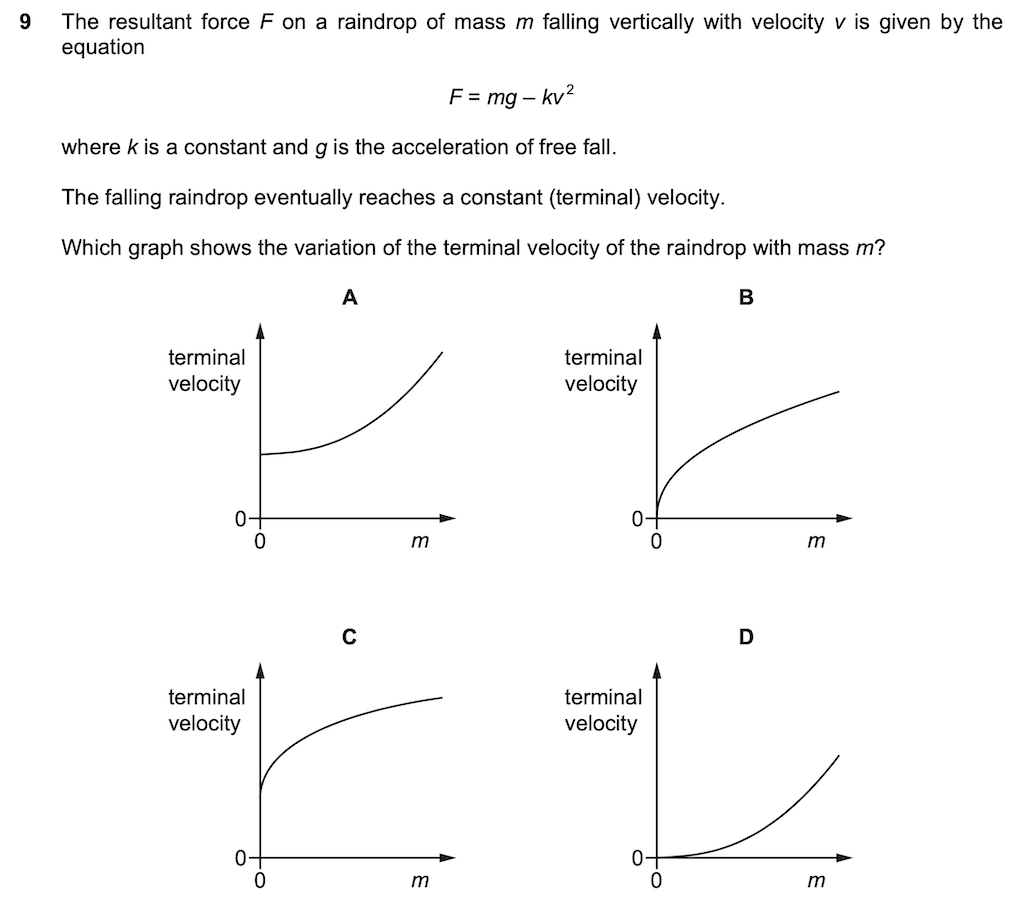 9 The resultant force F on a raindrop of mass m falling vertically with velocity v is given by the
equation
F = mg – kv²
where k is a constant and g is the acceleration of free fall.
The falling raindrop eventually reaches a constant (terminal) velocity.
Which graph shows the variation of the terminal velocity of the raindrop with mass m?
A
terminal
velocity
0
0
m
B
terminal
velocity
0
0
m
C
terminal
velocity
0
0
m
D
terminal
velocity
0
0
m